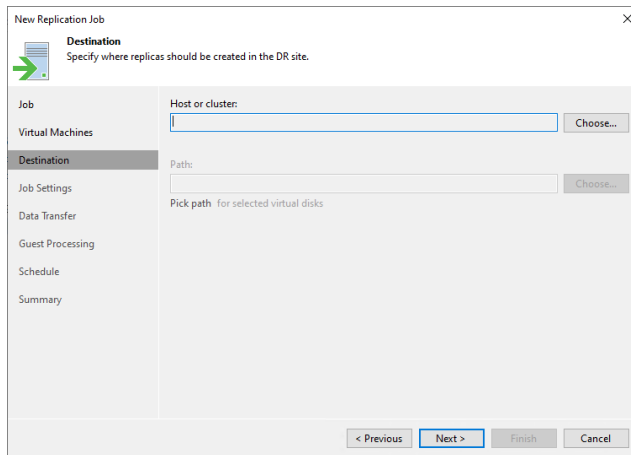 New Replication Job
Destination
Specify where replicas should be created in the DR site.
Job
Virtual Machines
Destination
Job Settings
Data Transfer
Guest Processing
Schedule
Summary
Host or cluster:
Choose...
Path:
Choose...
Pick path for selected virtual disks
< Previous
Next >
Finish
Cancel